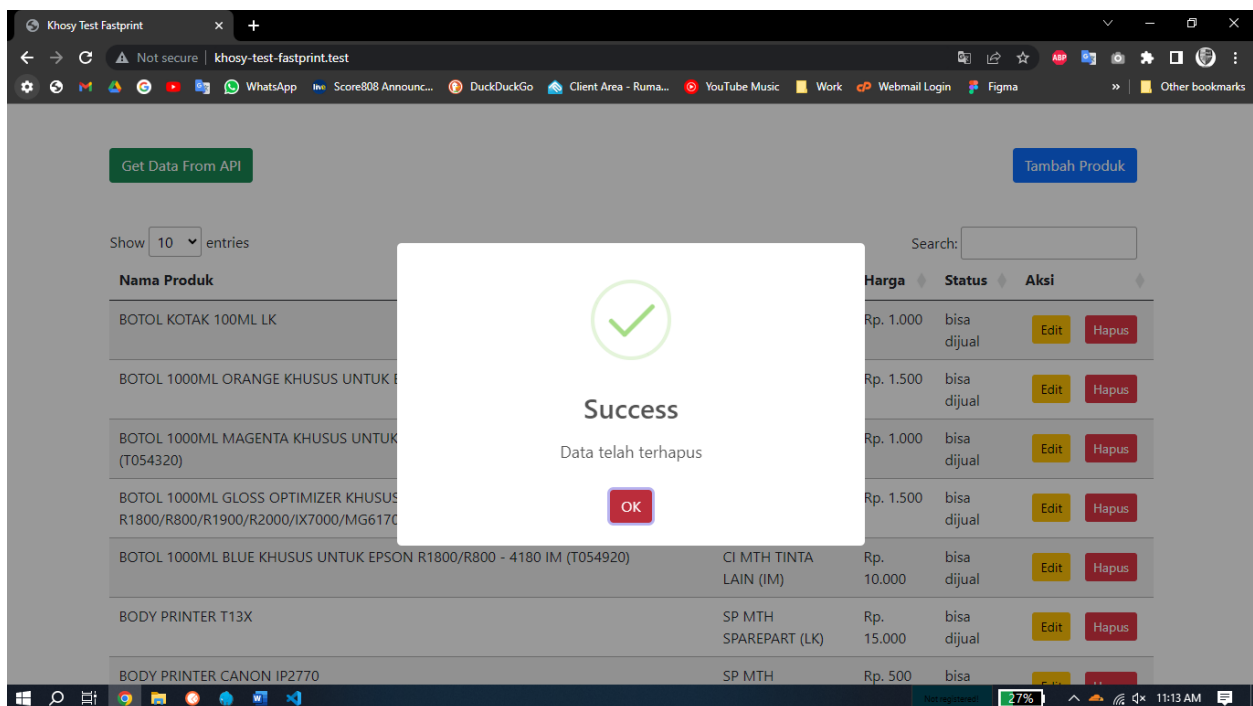 Khosy Test Fastprint
Not secure khosy-test-fastprint.test
ABP
WhatsApp Score808 Announc... DuckDuckGo Client Area - Ruma... YouTube Music Work Webmail Login Figma » Other bookmarks
Get Data From API Tambah Produk
Show 10 entries Search:
Nama Produk Harga Status Aksi
BOTOL KOTAK 100ML LK Rp. 1.000 bisa Edit Hapus
dijual
BOTOL 1000ML ORANGE KHUSUS UNTUK Rp. 1.500 bisa Edit Hapus
dijual
BOTOL 1000ML MAGENTA KHUSUS UNTUK Rp. 1.000 bisa Edit Hapus
(T054320) dijual
BOTOL 1000ML GLOSS OPTIMIZER KHUSUS Rp. 1.500 bisa Edit Hapus
R1800/R800/R1900/R2000/IX7000/MG6170 dijual
Success
Data telah terhapus
OK
BOTOL 1000ML BLUE KHUSUS UNTUK EPSON R1800/R800 - 4180 IM (T054920) CI MTH TINTA Rp. bisa Edit Hapus
LAIN (IM) 10.000 dijual
BODY PRINTER T13X SP MTH Rp. bisa Edit Hapus
SPAREPART (LK) 15.000 dijual
BODY PRINTER CANON IP2770 SP MTH Rp. 500 bisa
27% 11:13 AM